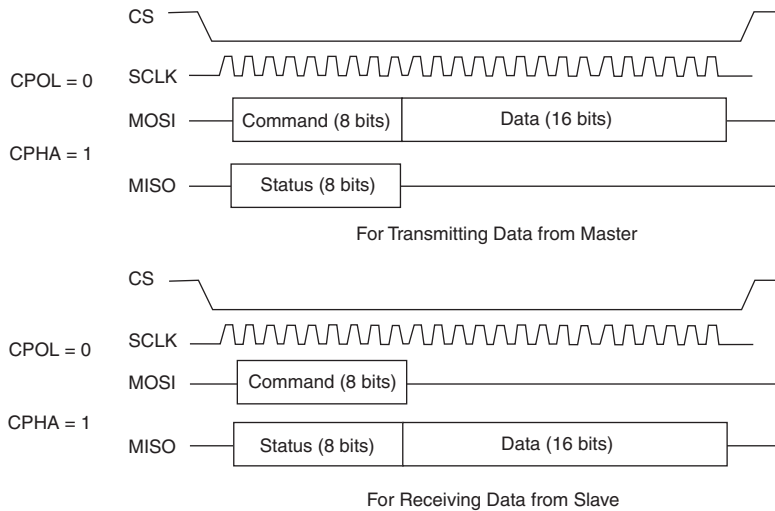 CS
CPOL = 0
SCLK
MOSI Command (8 bits) Data (16 bits)
CPHA = 1
MISO Status (8 bits)
For Transmitting Data from Master
CS
CPOL = 0
SCLK
MOSI Command (8 bits)
CPHA = 1
MISO Status (8 bits) Data (16 bits)
For Receiving Data from Slave